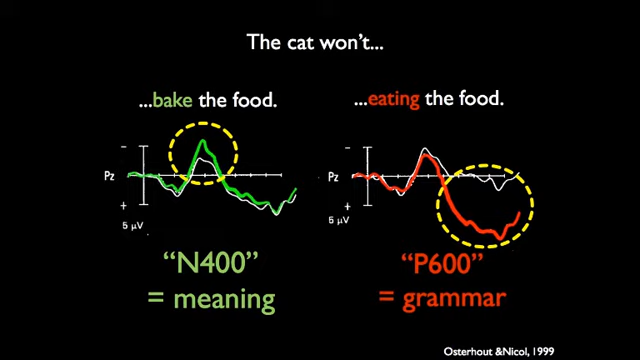 The cat won't...
...bake the food.
...eating the food.
–
Pz
+
5 µV
–
Pz
+
5 µV
“N400”
= meaning
“P600”
= grammar
Osterhout &Nicol, 1999